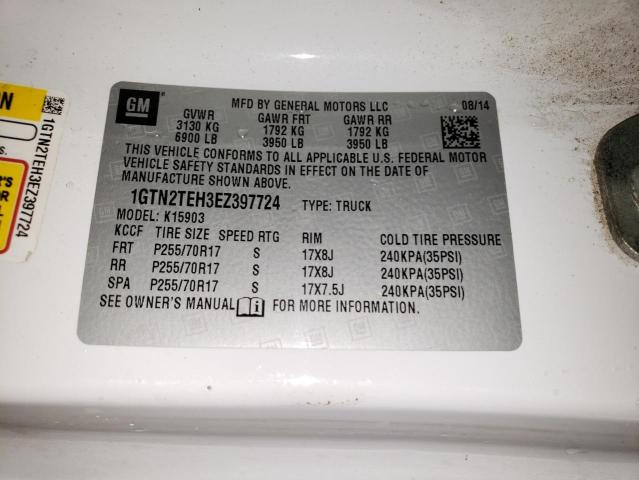 GM
MFD BY GENERAL MOTORS LLC 08/14
GVWR GAWR FRT GAWR RR
3130 KG 1792 KG 1792 KG
6900 LB 3950 LB 3950 LB
THIS VEHICLE CONFORMS TO ALL APPLICABLE U.S. FEDERAL MOTOR
VEHICLE SAFETY STANDARDS IN EFFECT ON THE DATE OF
MANUFACTURE SHOWN ABOVE.
1GTN2TEH3EZ397724 TYPE: TRUCK
MODEL: K15903
KCCF TIRE SIZE SPEED RTG RIM COLD TIRE PRESSURE
FRT P255/70R17 S 17X8J 240KPA(35PSI)
RR P255/70R17 S 17X8J 240KPA(35PSI)
SPA P255/70R17 S 17X7.5J 240KPA(35PSI)
SEE OWNER'S MANUAL FOR MORE INFORMATION.
1GTN2TEH3EZ397724